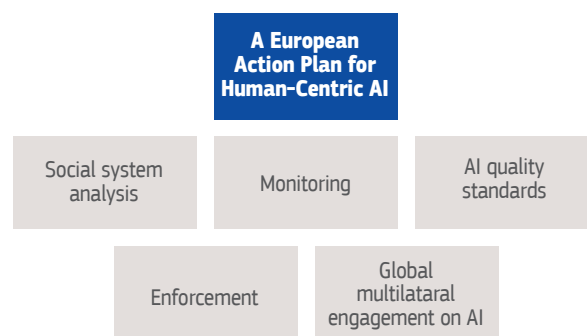 A European
Action Plan for
Human-Centric AI
Social system
analysis
Monitoring
AI quality
standards
Enforcement
Global
multilataral
engagement on AI